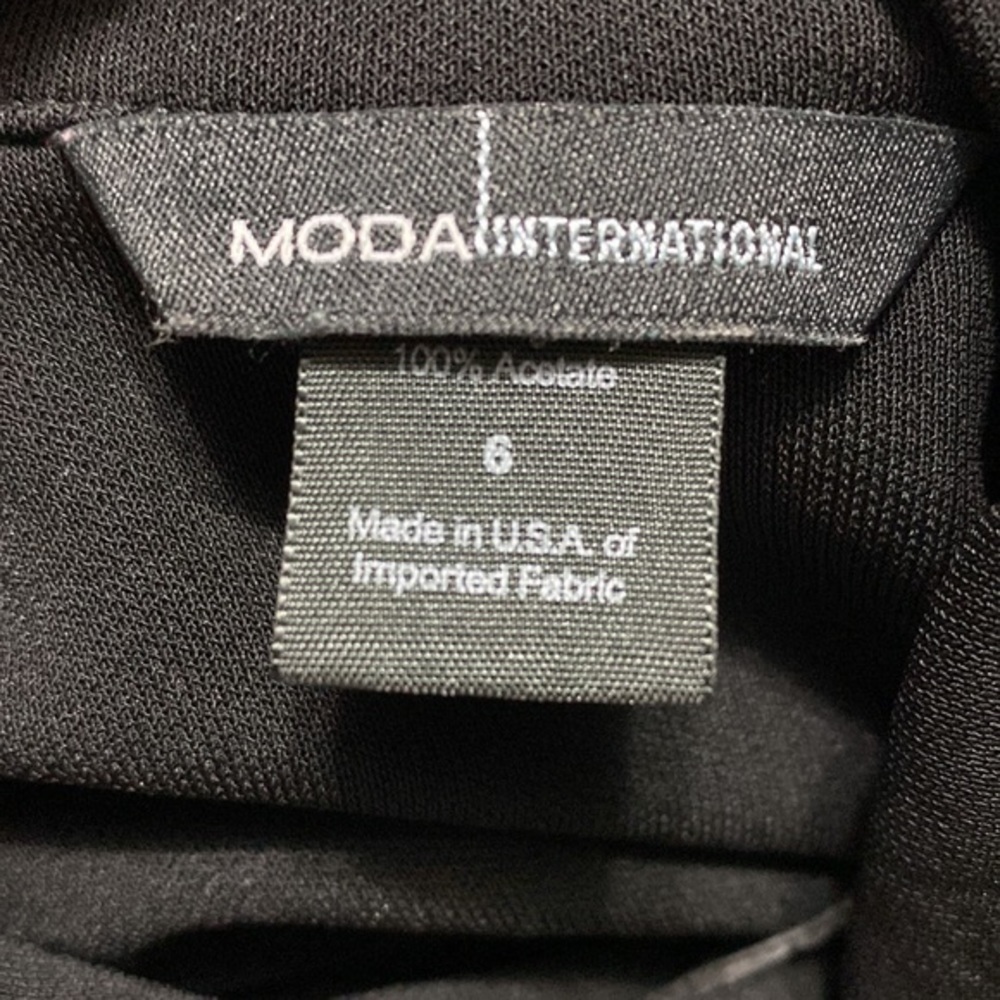 MODA INTERNATIONAL
100% Acetate
6
Made in U.S.A. of
Imported Fabric